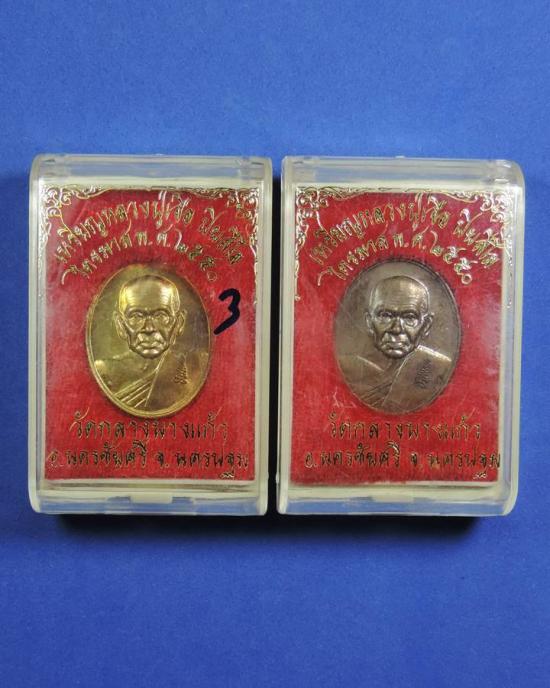 เหรียญหลวงปู่เจือ ปิยสีโล
ไตรมาส พ.ศ. ๒๕๕๐
3
วัดกลางบางแก้ว
อ.นครชัยศรี จ.นครปฐม
เหรียญหลวงปู่เจือ ปิยสีโล
ไตรมาส พ.ศ. ๒๕๕๐
วัดกลางบางแก้ว
อ.นครชัยศรี จ.นครปฐม